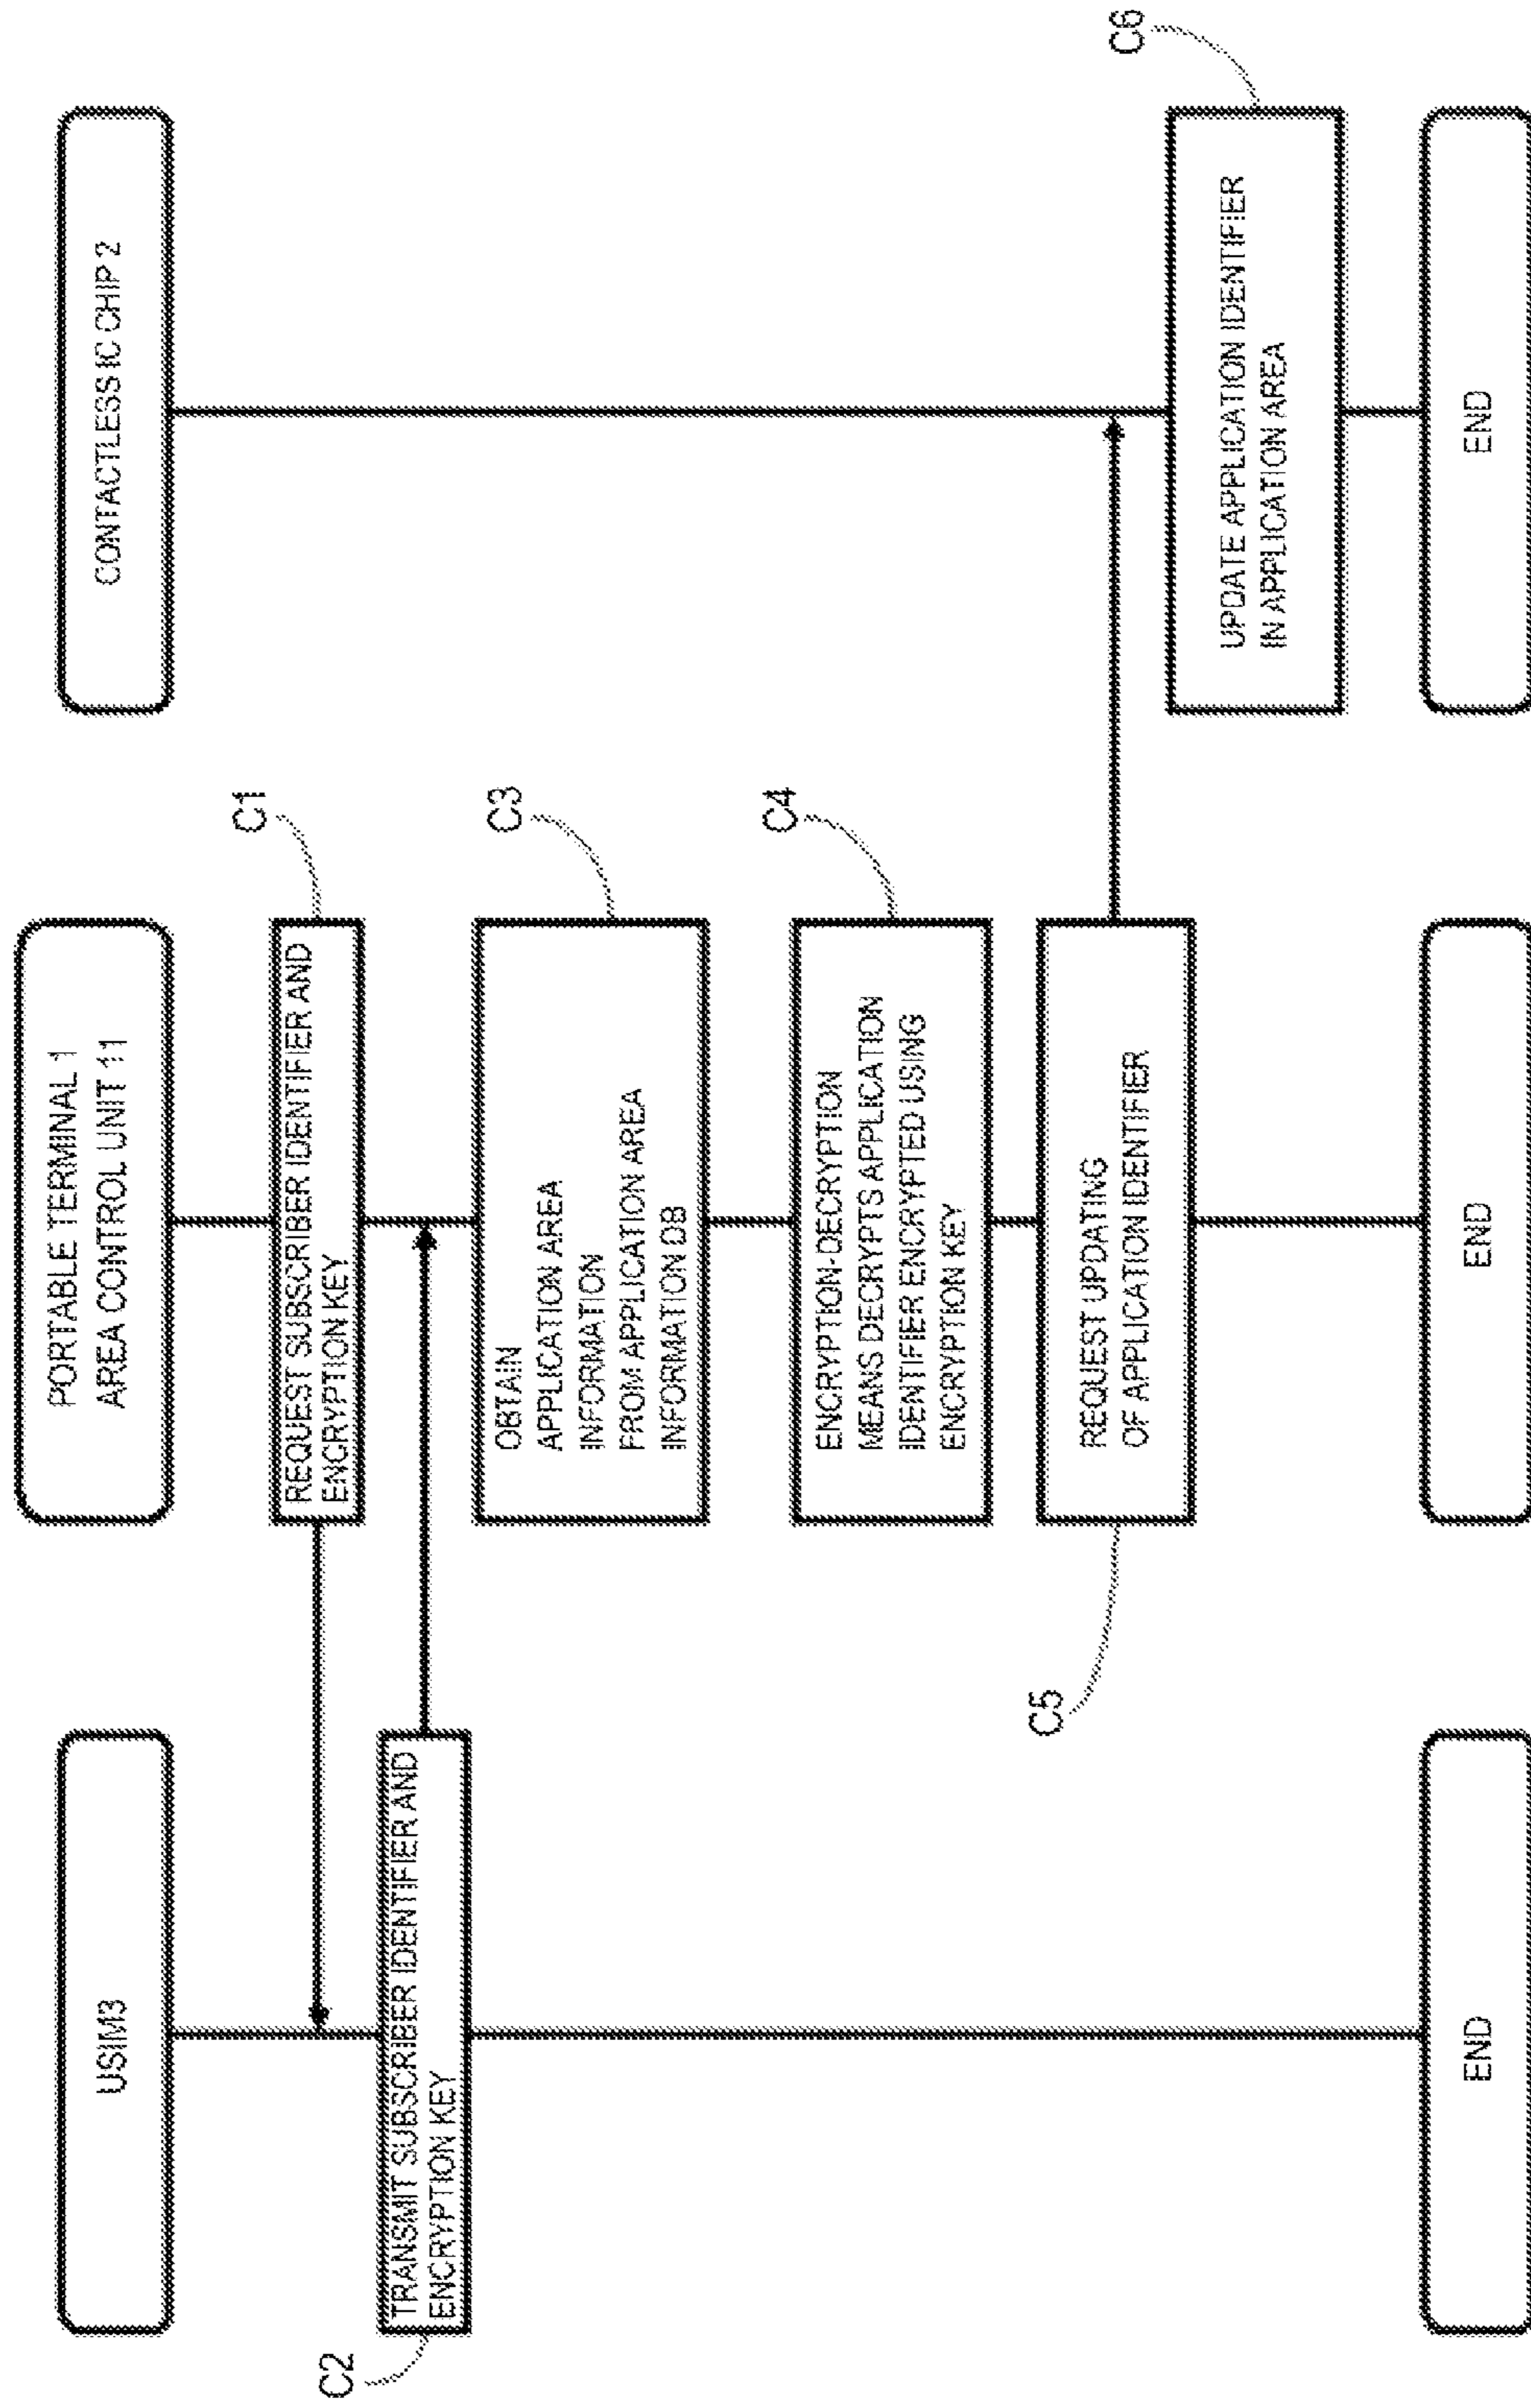 USIM3
PORTABLE TERMINAL 1
AREA CONTROL UNIT 11
CONTACTLESS IC CHIP 2
C1
REQUEST SUBSCRIBER IDENTIFIER AND
ENCRYPTION KEY
C2
TRANSMIT SUBSCRIBER IDENTIFIER AND
ENCRYPTION KEY
C3
OBTAIN
APPLICATION AREA
INFORMATION
FROM APPLICATION AREA
INFORMATION DB
C4
ENCRYPTION-DECRYPTION
MEANS DECRYPTS APPLICATION
IDENTIFIER ENCRYPTED USING
ENCRYPTION KEY
C5
REQUEST UPDATING
OF APPLICATION IDENTIFIER
C6
UPDATE APPLICATION IDENTIFIER
IN APPLICATION AREA
END
END
END